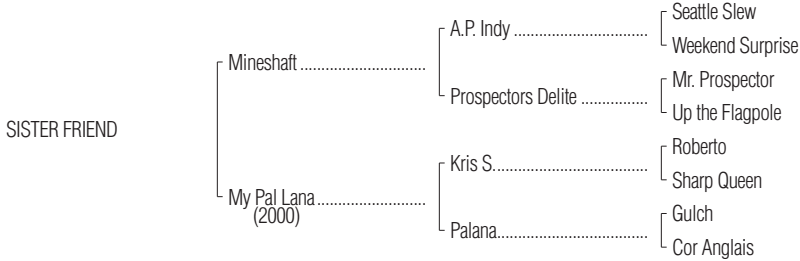 Seattle Slew
A.P. Indy ................................
Weekend Surprise
Mineshaft ..............................
Mr. Prospector
Prospectors Delite ................
Up the Flagpole
SISTER FRIEND
Roberto
Kris S.....................................
Sharp Queen
My Pal Lana ..........................
(2000)
Gulch
Palana....................................
Cor Anglais